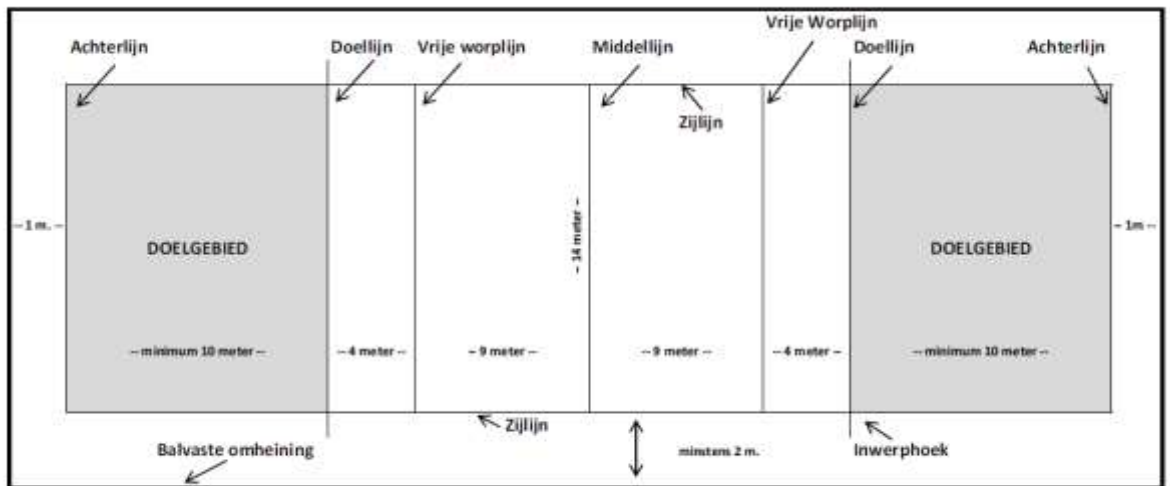 Vrije Worplijn
Achterlijn
Doellijn
Vrije worplijn
Middellijn
Doellijn
Achterlijn
Zijlijn
-- 1 m. --
DOELGEBIED
-- 14 meter --
DOELGEBIED
-- 1m --
-- minimum 10 meter --
-- 4 meter --
-- 9 meter --
-- 9 meter --
-- 4 meter --
-- minimum 10 meter --
Zijlijn
Balvaste omheining
minstens 2 m.
Inwerphoek